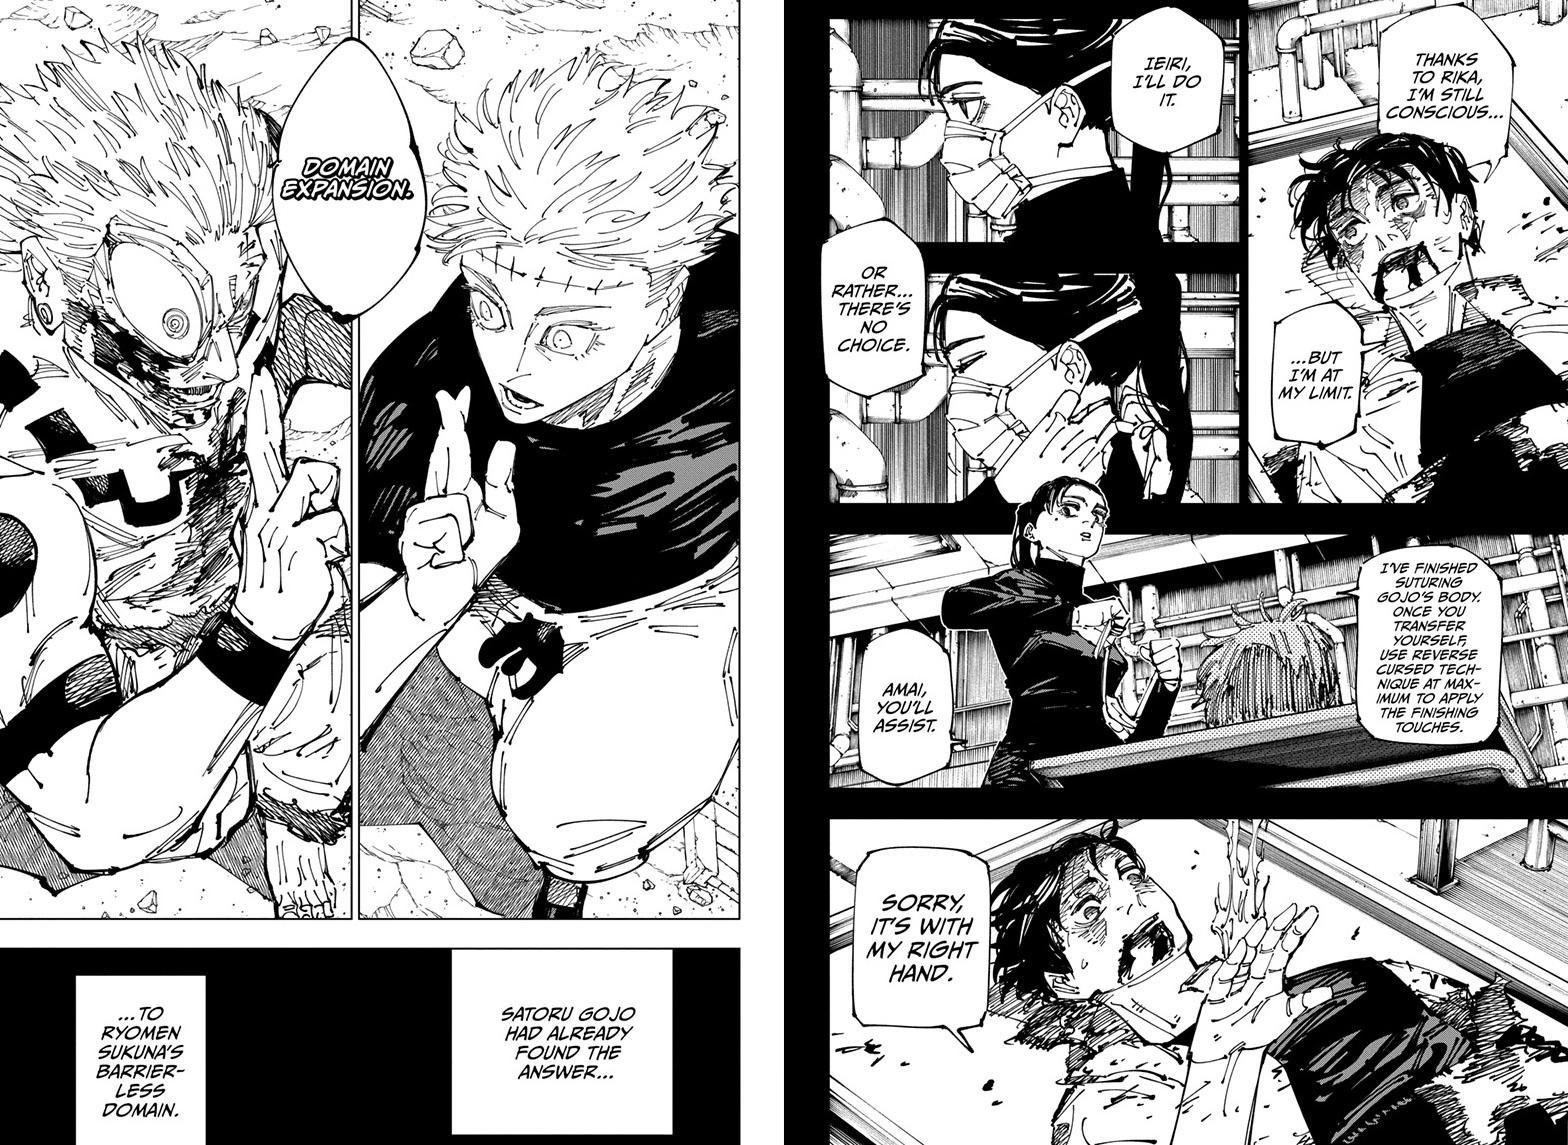 THANKS
TO RIKA,
I'M STILL
CONSCIOUS...
...BUT
I'M AT
MY LIMIT.
IEIRI,
I'LL DO
IT.
OR
RATHER...
THERE'S
NO
CHOICE.
I'VE FINISHED
SUTURING
GOJO'S BODY.
ONCE YOU
TRANSFER
YOURSELF,
USE REVERSE
CURSED TECH-
NIQUE AT MAX-
IMUM TO APPLY
THE FINISHING
TOUCHES.
AMAI,
YOU'LL
ASSIST.
SORRY,
IT'S WITH
MY RIGHT
HAND.
DOMAIN
EXPANSION.
SATORU GOJO
HAD ALREADY
FOUND THE
ANSWER...
...TO
RYOMEN
SUKUNA'S
BARRIER-
LESS
DOMAIN.